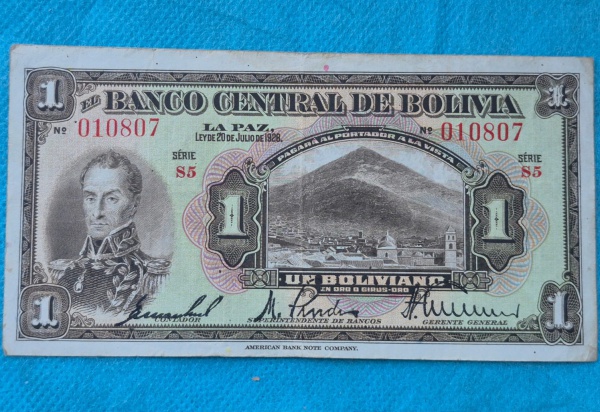 EL BANCO CENTRAL DE BOLIVIA
1 1
Nº 010807 Nº 010807
LA PAZ,
LEY DE 20 DE JULIO DE 1928.
SÉRIE S5 SÉRIE S5
PAGARÁ AL PORTADOR A LA VISTA
1 1
UN BOLIVIANO
EN ORO O GIROS-ORO
1 1
CONTADOR SUPERINTENDENTE DE BANCOS GERENTE GENERAL
AMERICAN BANK NOTE COMPANY.